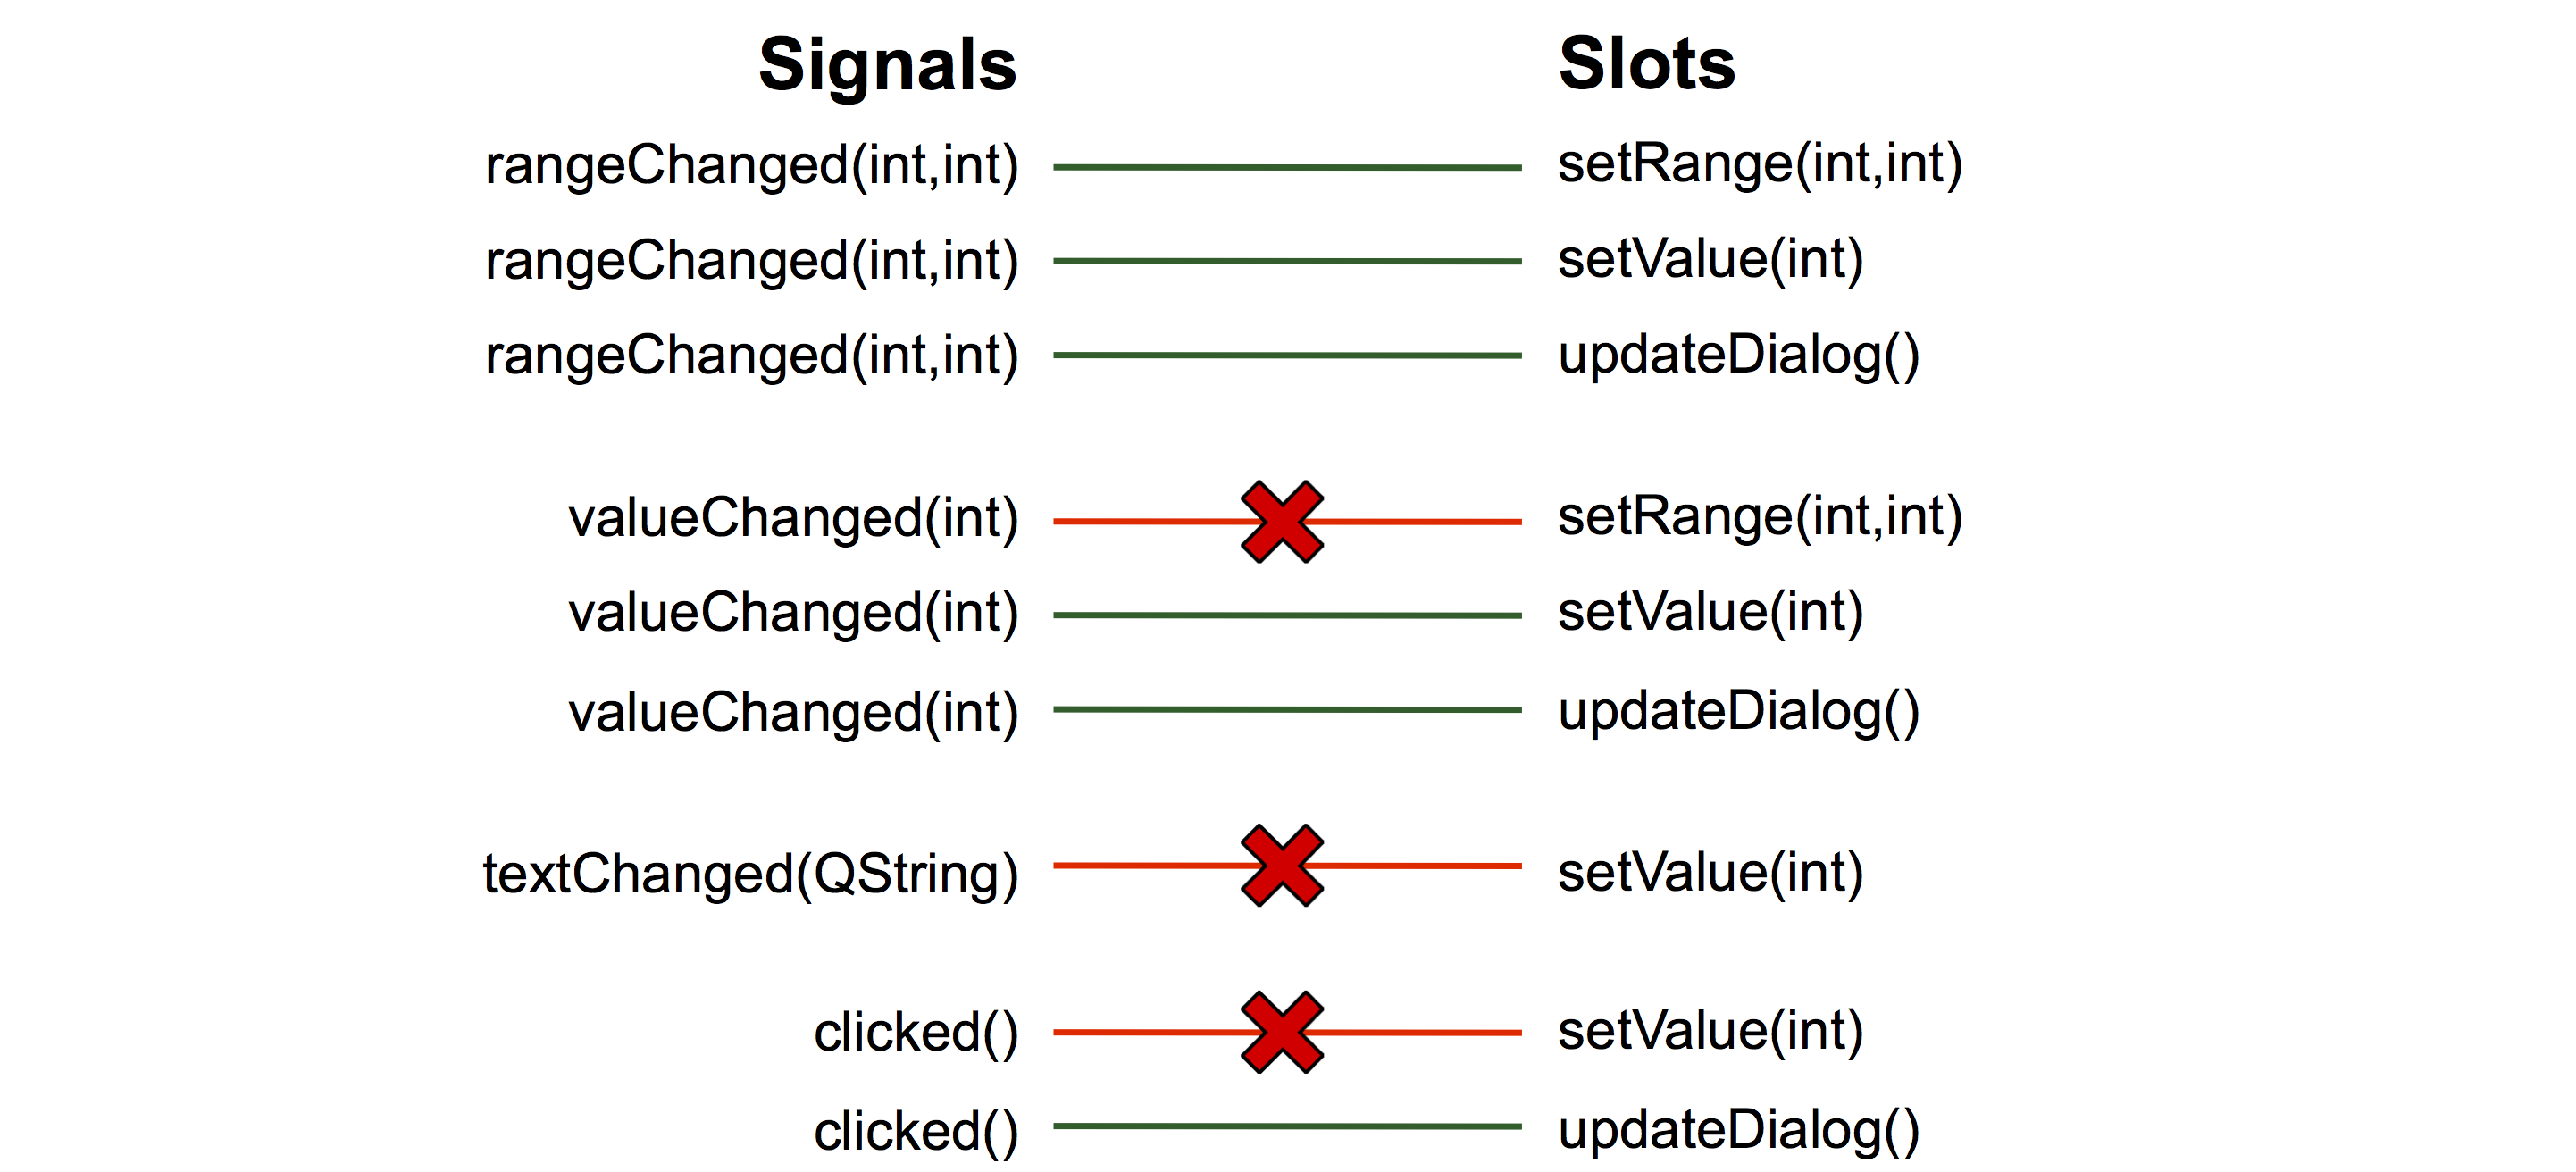 Signals Slots
rangeChanged(int,int) setRange(int,int)
rangeChanged(int,int) setValue(int)
rangeChanged(int,int) updateDialog()
valueChanged(int) setRange(int,int)
valueChanged(int) setValue(int)
valueChanged(int) updateDialog()
textChanged(QString) setValue(int)
clicked() setValue(int)
clicked() updateDialog()